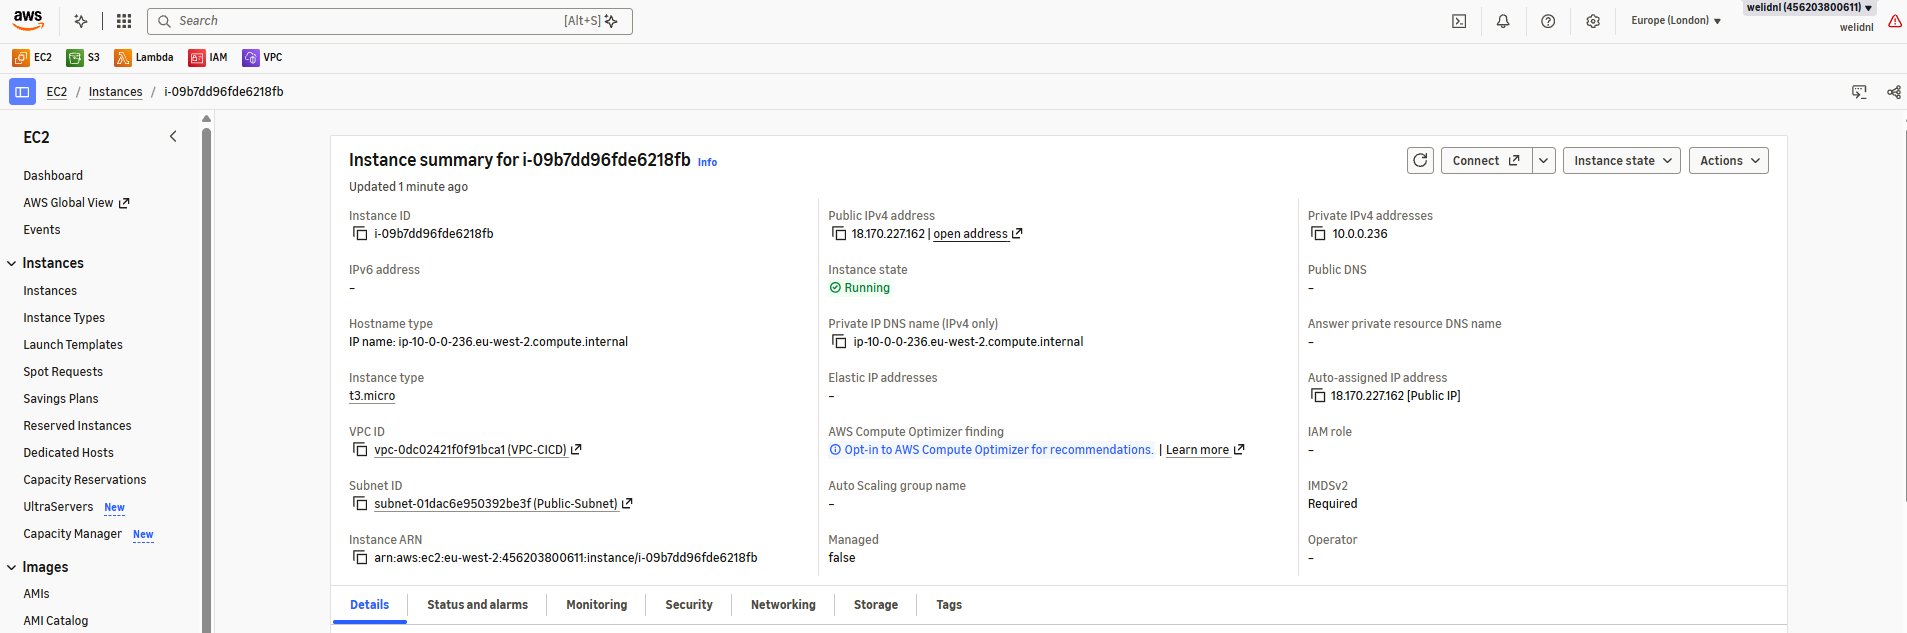 aws
Search [Alt+S]
Europe (London)
welidnl (456203800611)
welidnl
EC2 S3 Lambda IAM VPC
EC2 / Instances / i-09b7dd96fde6218fb
EC2
Dashboard
AWS Global View
Events
Instances
Instances
Instance Types
Launch Templates
Spot Requests
Savings Plans
Reserved Instances
Dedicated Hosts
Capacity Reservations
UltraServers New
Capacity Manager New
Images
AMIs
AMI Catalog
Instance summary for i-09b7dd96fde6218fb Info
Updated 1 minute ago
Connect
Instance state
Actions
Instance ID
i-09b7dd96fde6218fb
IPv6 address
–
Hostname type
IP name: ip-10-0-0-236.eu-west-2.compute.internal
Instance type
t3.micro
VPC ID
vpc-0dc02421f0f91bca1 (VPC-CICD)
Subnet ID
subnet-01dac6e950392be3f (Public-Subnet)
Instance ARN
arn:aws:ec2:eu-west-2:456203800611:instance/i-09b7dd96fde6218fb
Public IPv4 address
18.170.227.162 | open address
Instance state
Running
Private IP DNS name (IPv4 only)
ip-10-0-0-236.eu-west-2.compute.internal
Elastic IP addresses
–
AWS Compute Optimizer finding
Opt-in to AWS Compute Optimizer for recommendations. | Learn more
Auto Scaling group name
–
Managed
false
Private IPv4 addresses
10.0.0.236
Public DNS
–
Answer private resource DNS name
–
Auto-assigned IP address
18.170.227.162 [Public IP]
IAM role
–
IMDSv2
Required
Operator
–
Details Status and alarms Monitoring Security Networking Storage Tags